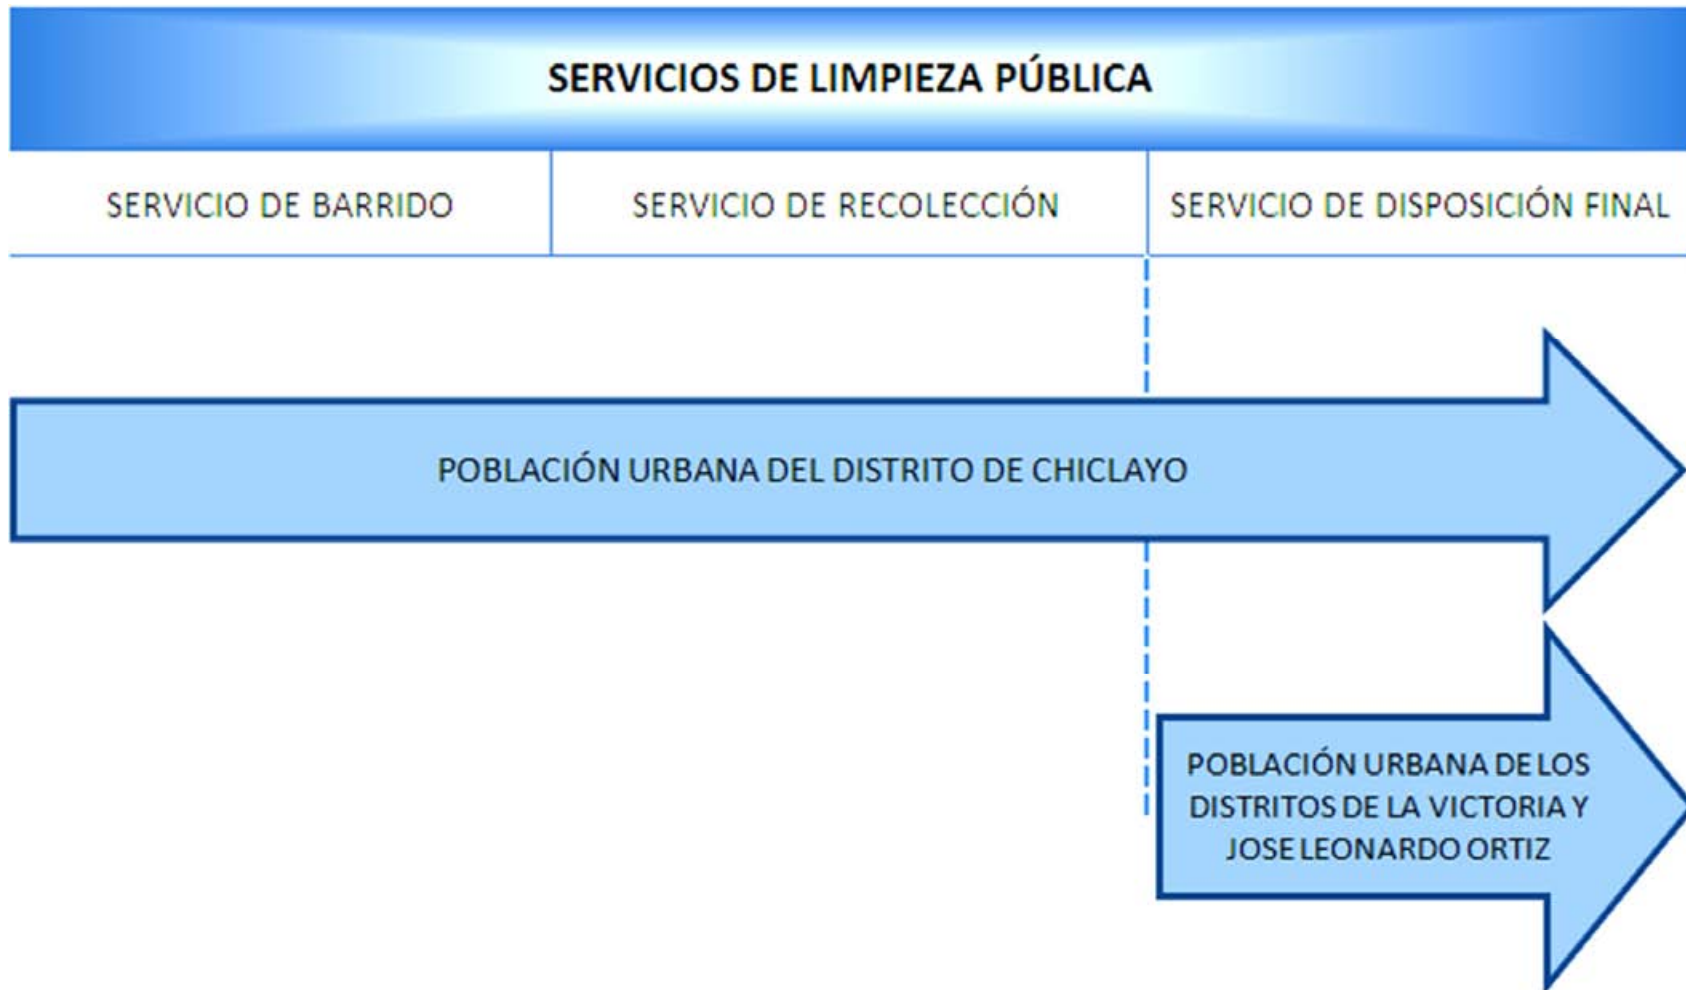 SERVICIOS DE LIMPIEZA PÚBLICA
SERVICIO DE BARRIDO
SERVICIO DE RECOLECCIÓN
SERVICIO DE DISPOSICIÓN FINAL
POBLACIÓN URBANA DEL DISTRITO DE CHICLAYO
POBLACIÓN URBANA DE LOS
DISTRITOS DE LA VICTORIA Y
JOSE LEONARDO ORTIZ